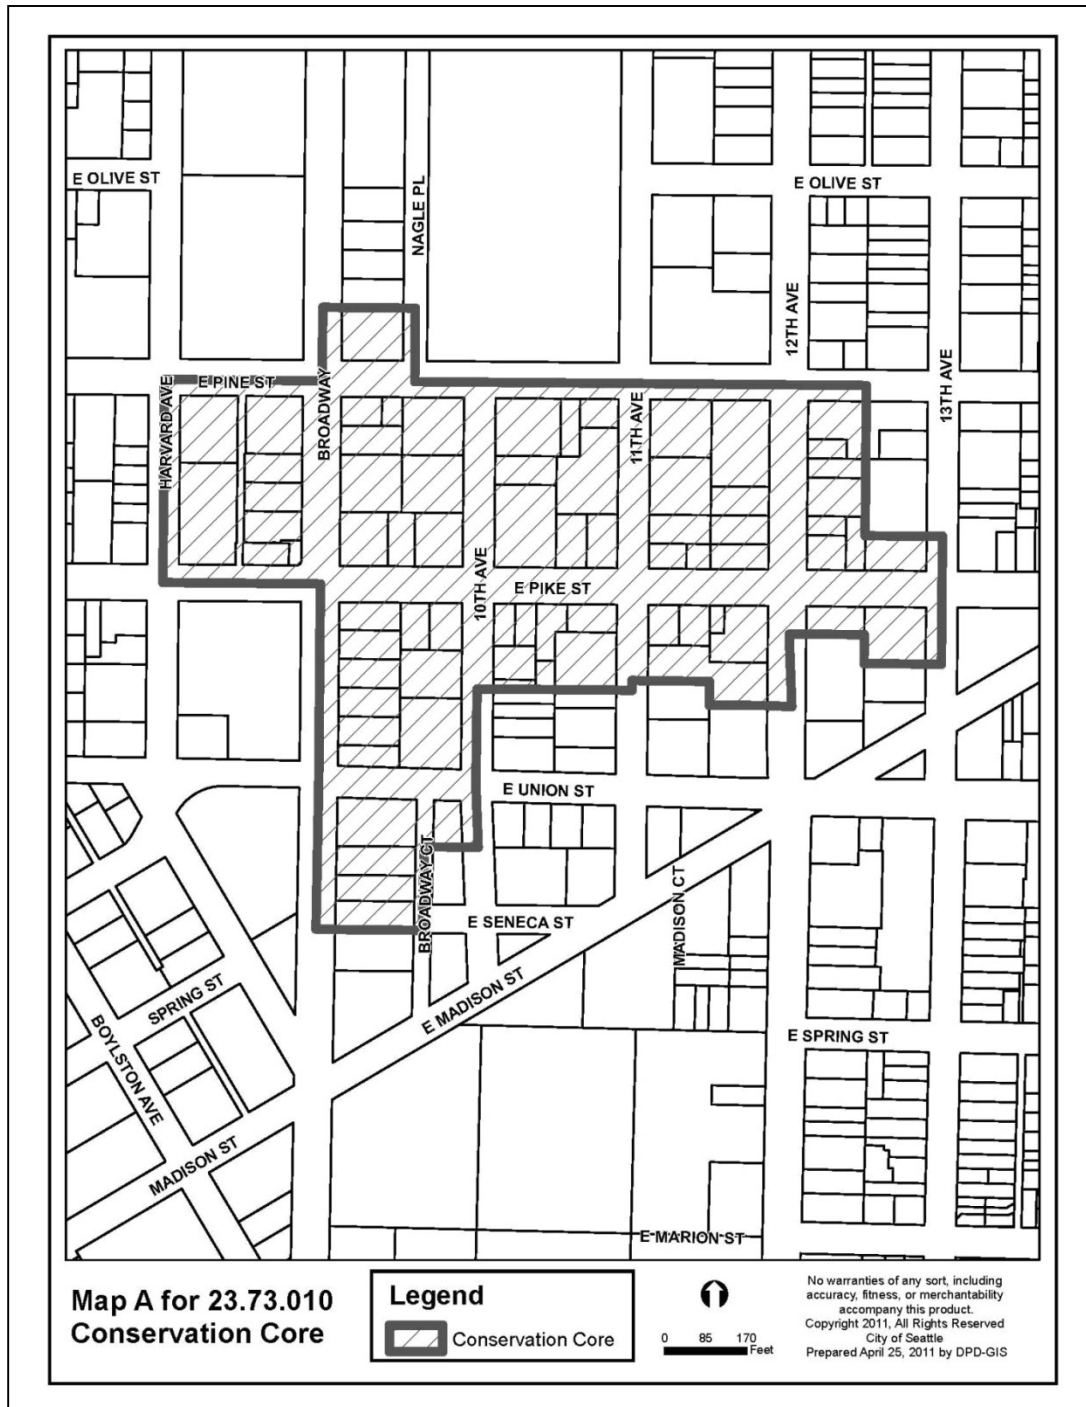 E OLIVE ST
E OLIVE ST
NAGLE PL
12TH AVE
13TH AVE
E PINE ST
HARVARD AVE
BROADWAY
11TH AVE
10TH AVE
E PIKE ST
E UNION ST
BROADWAY CT
MADISON CT
E SENECA ST
E MADISON ST
SPRING ST
BOYLSTON AVE
E SPRING ST
MADISON ST
E MARION ST
Map A for 23.73.010
Conservation Core
Legend
Conservation Core
0 85 170
Feet
No warranties of any sort, including
accuracy, fitness, or merchantability
accompany this product.
Copyright 2011, All Rights Reserved
City of Seattle
Prepared April 25, 2011 by DPD-GIS